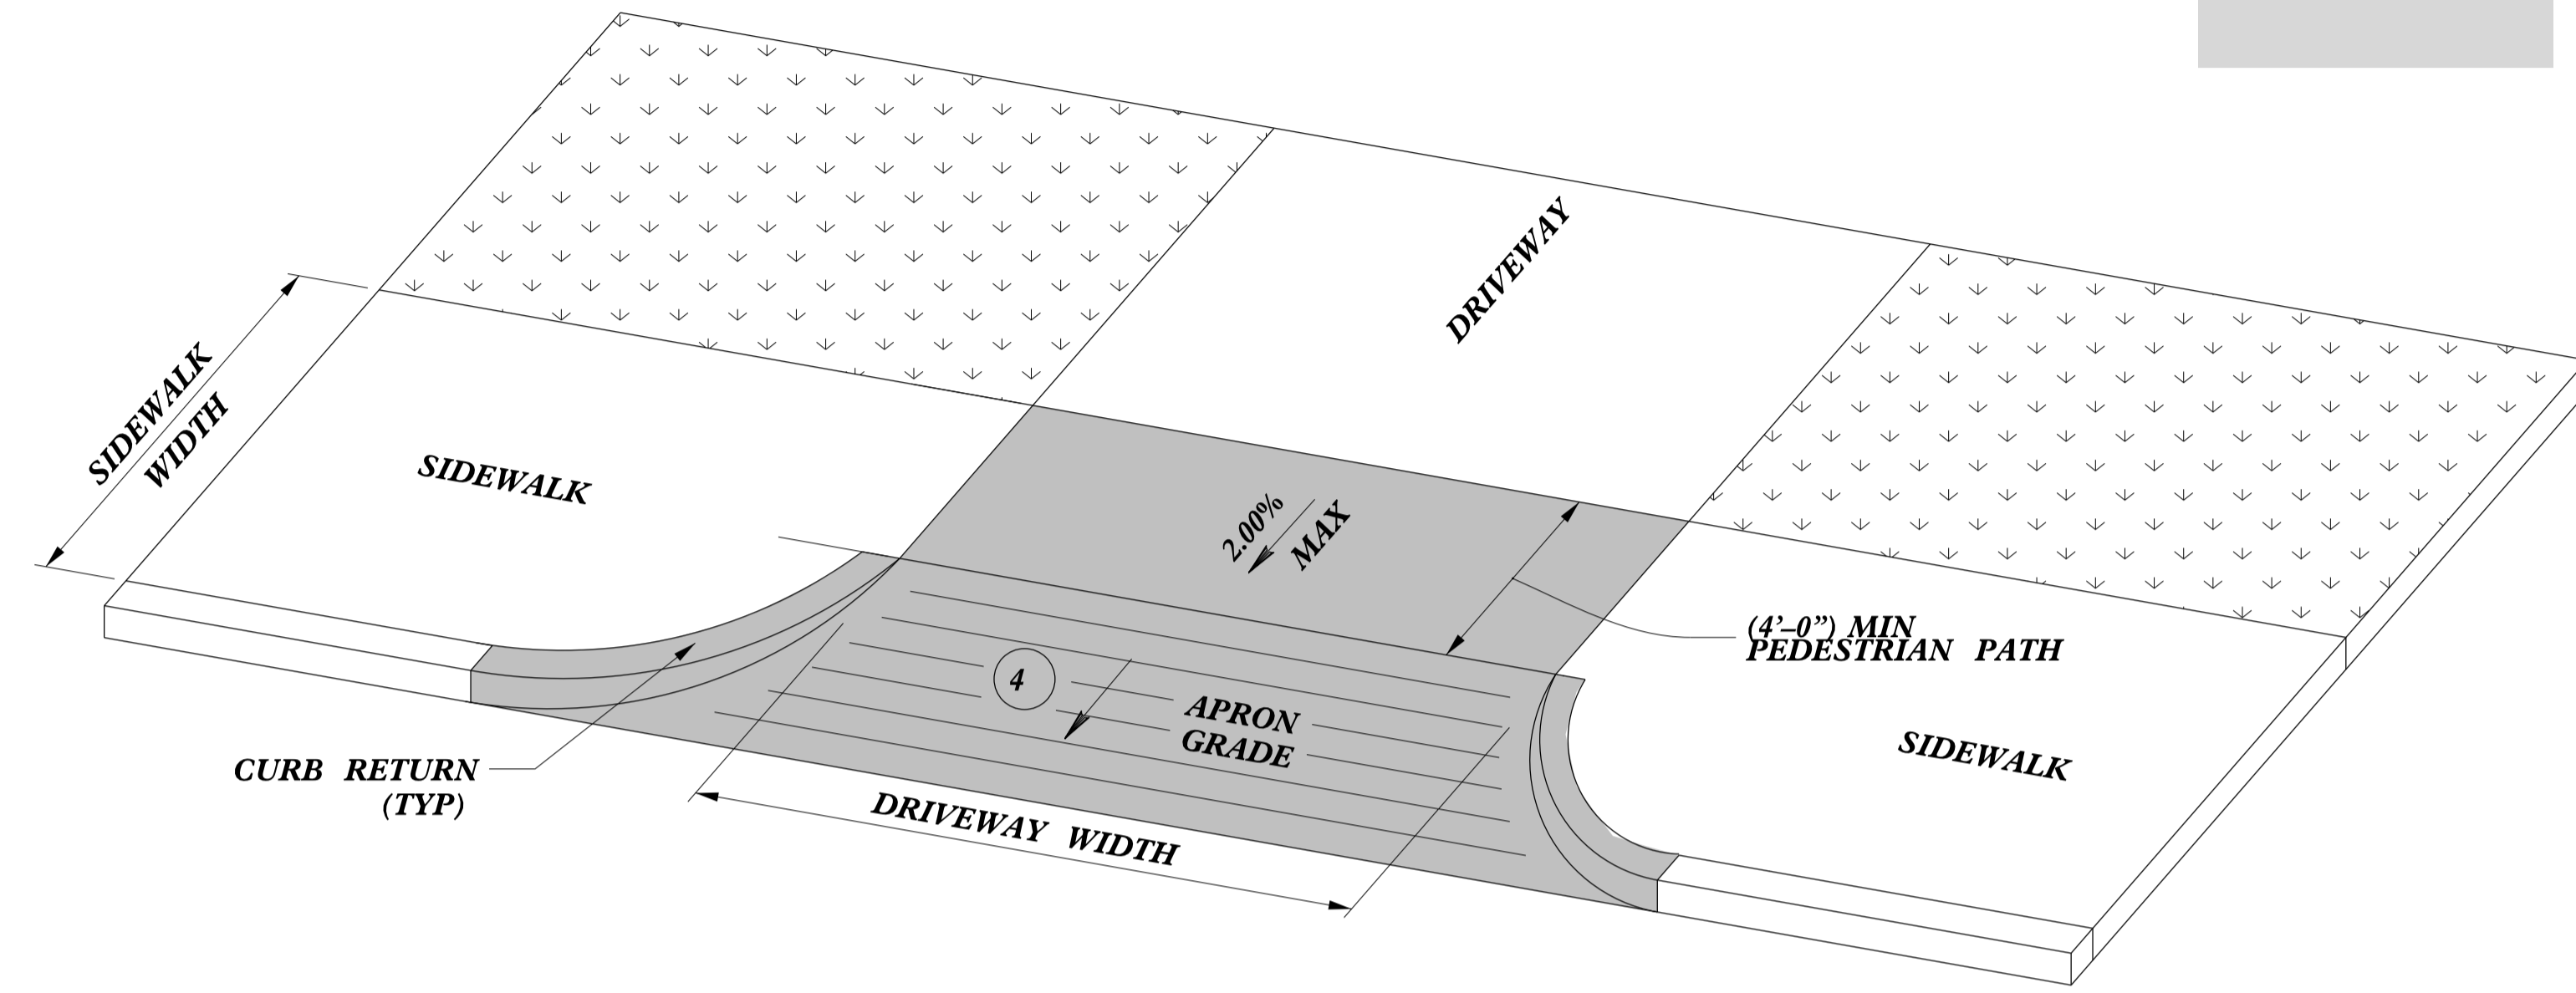 DRIVEWAY
SIDEWALK
WIDTH
SIDEWALK
2.00%
MAX
(4’–0”) MIN
PEDESTRIAN PATH
4
APRON
GRADE
SIDEWALK
CURB RETURN
(TYP)
DRIVEWAY WIDTH